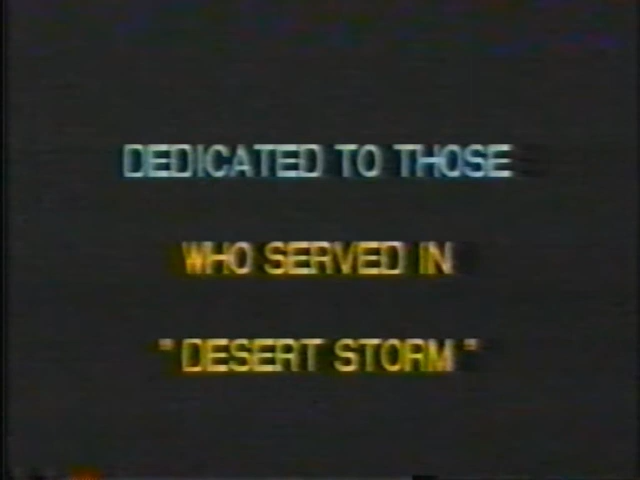 DEDICATED TO THOSE
WHO SERVED IN
"DESERT STORM"